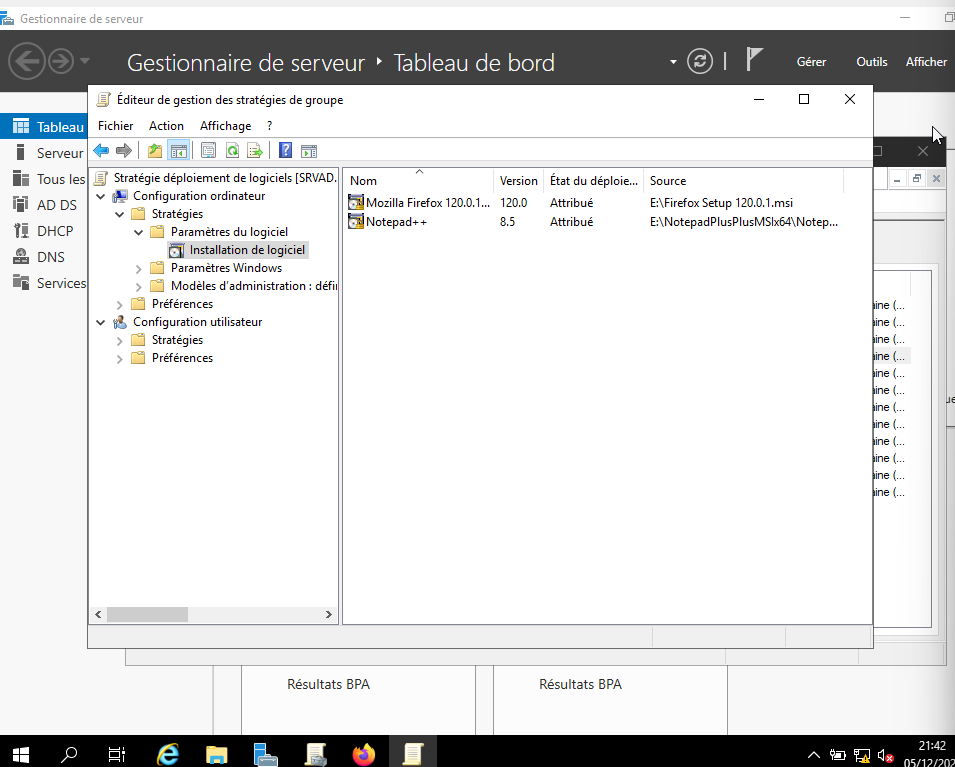 Gestionnaire de serveur
Gestionnaire de serveur
Tableau de bord
Gérer
Outils
Afficher
Éditeur de gestion des stratégies de groupe
Fichier Action Affichage ?
Tableau
Serveur
Tous les
AD DS
DHCP
DNS
Services
Stratégie déploiement de logiciels [SRVAD.
Configuration ordinateur
Stratégies
Paramètres du logiciel
Installation de logiciel
Paramètres Windows
Modèles d'administration : défin
Préférences
Configuration utilisateur
Stratégies
Préférences
Nom Version État du déploie... Source
Mozilla Firefox 120.0.1... 120.0 Attribué E:\Firefox Setup 120.0.1.msi
Notepad++ 8.5 Attribué E:\NotepadPlusPlusMSIx64\Notep...
aine (...
aine (...
aine (...
aine (...
aine (...
aine (...
aine (...
aine (...
aine (...
aine (...
aine (...
aine (...
ue
Résultats BPA
Résultats BPA
21:42
05/12/202